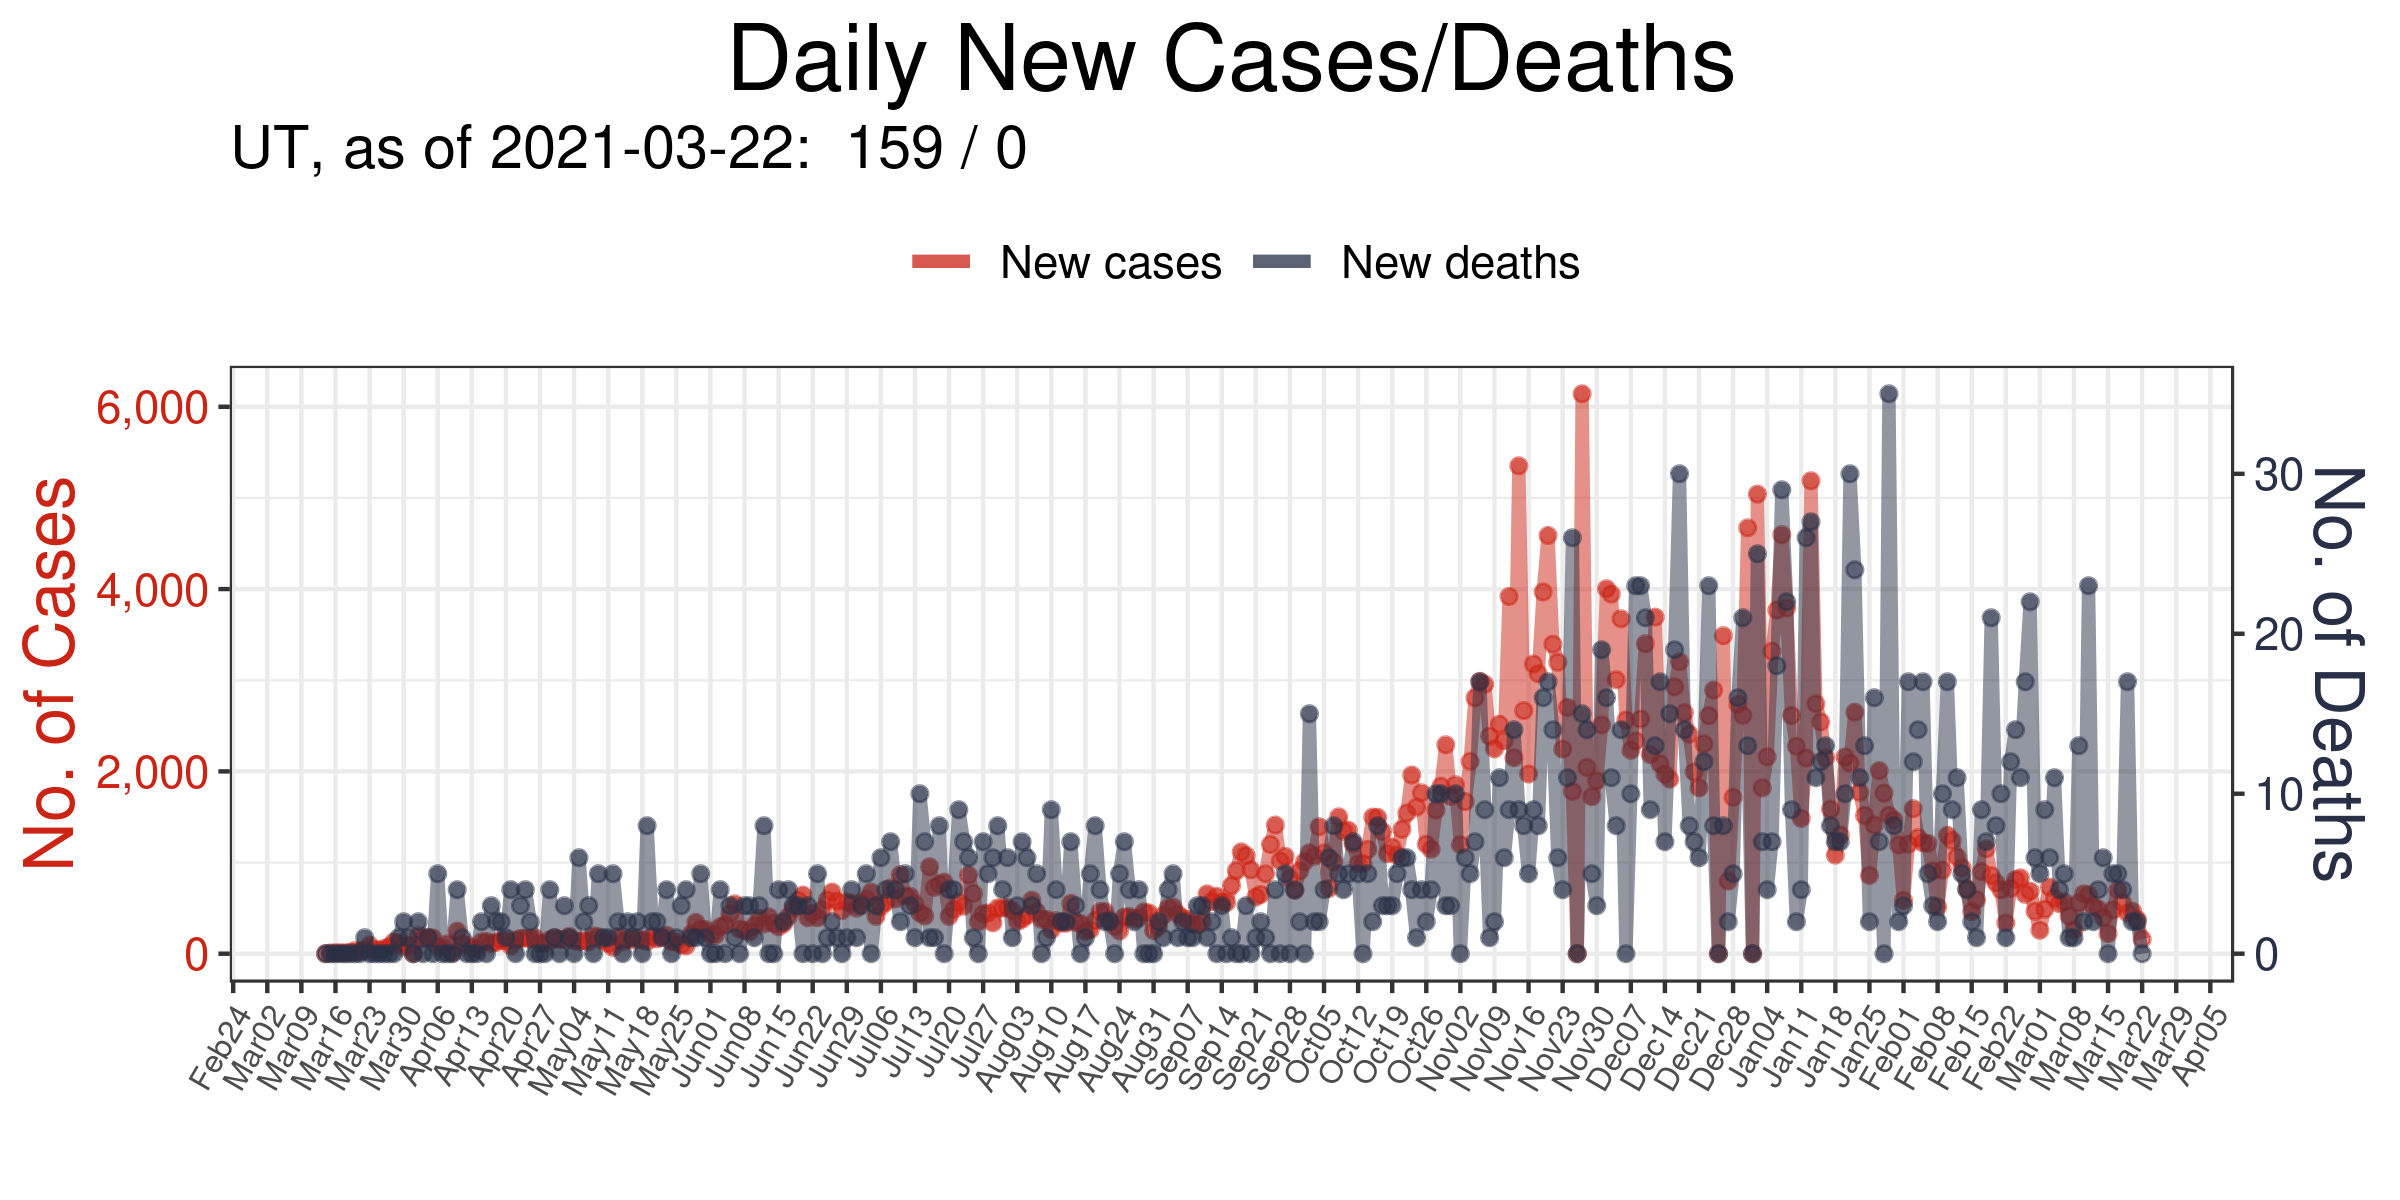 Daily New Cases/Deaths
UT, as of 2021-03-22:  159 / 0
New cases
New deaths
No. of Cases
6,000
4,000
2,000
0
30
20
10
0
No. of Deaths
Feb24
Mar02
Mar09
Mar16
Mar23
Mar30
Apr06
Apr13
Apr20
Apr27
May04
May11
May18
May25
Jun01
Jun08
Jun15
Jun22
Jun29
Jul06
Jul13
Jul20
Jul27
Aug03
Aug10
Aug17
Aug24
Aug31
Sep07
Sep14
Sep21
Sep28
Oct05
Oct12
Oct19
Oct26
Nov02
Nov09
Nov16
Nov23
Nov30
Dec07
Dec14
Dec21
Dec28
Jan04
Jan11
Jan18
Jan25
Feb01
Feb08
Feb15
Feb22
Mar01
Mar08
Mar15
Mar22
Mar29
Apr05